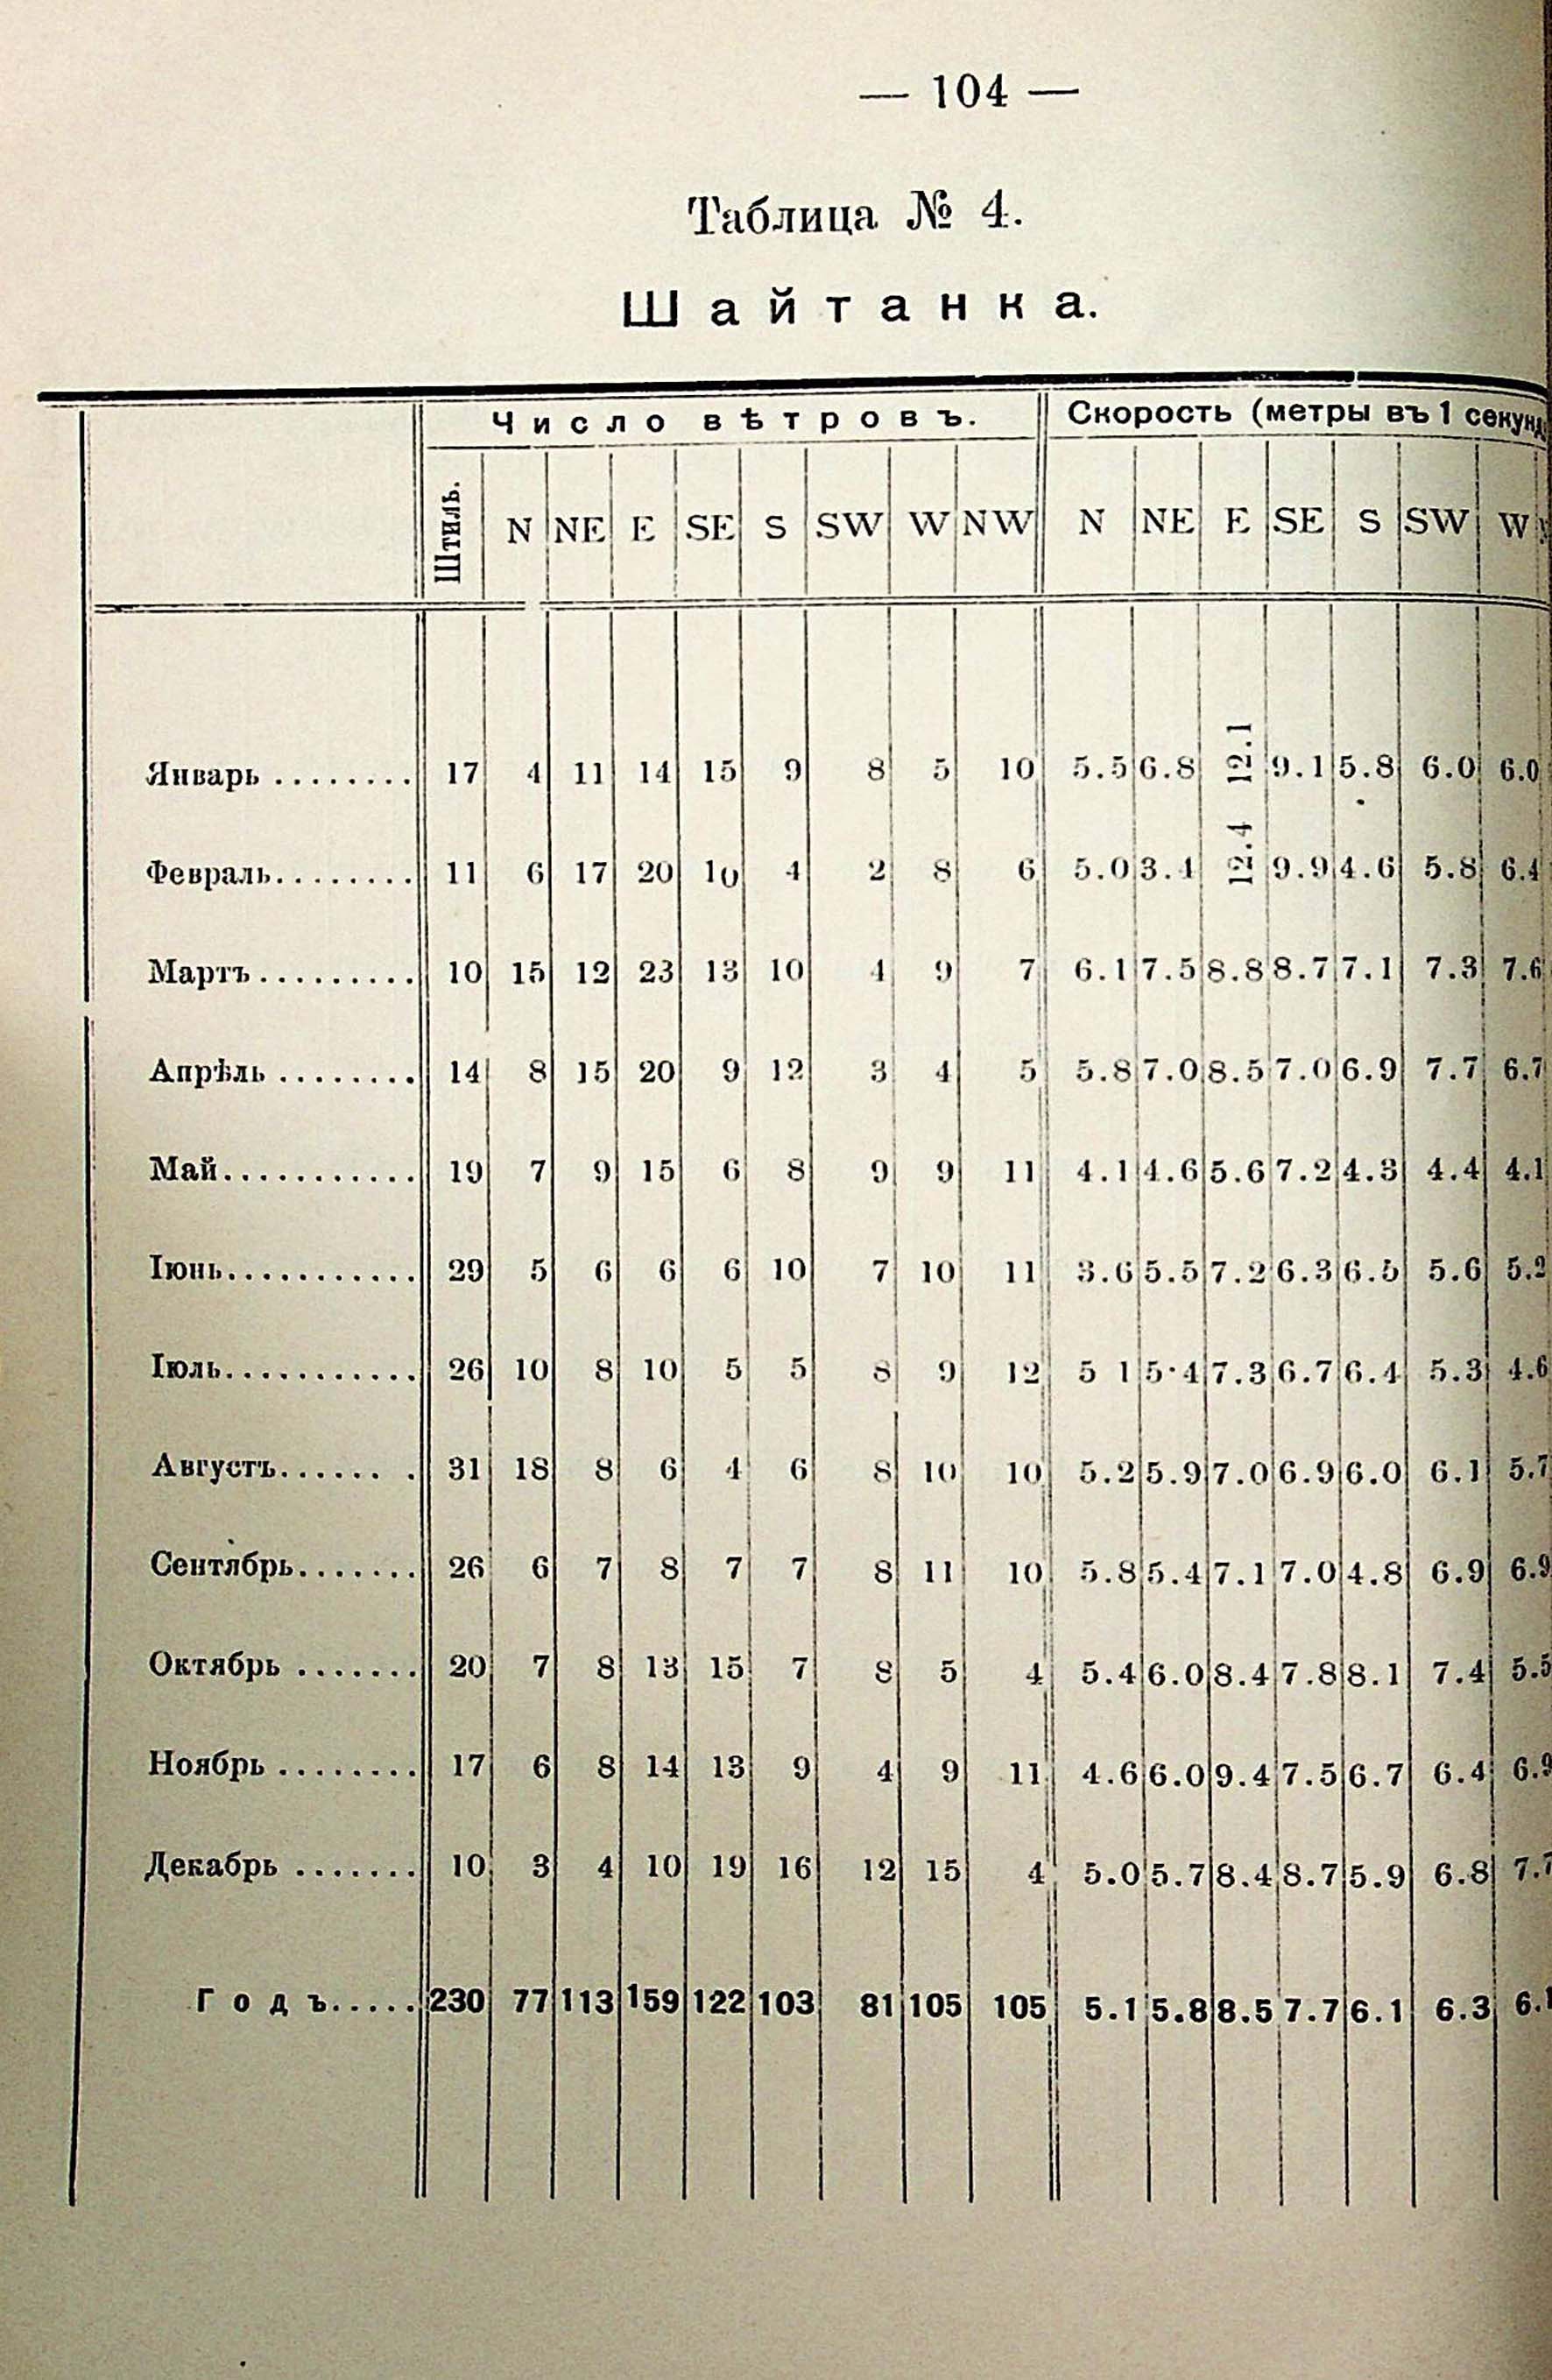 — 104 —
Таблица № 4.
Шайтанка.
Число вѣтровъ. Скорость (метры въ 1 секунд
Штиль. N NE E SE S SW W NW N NE E SE S SW W
Январь ........ 17 4 11 14 15 9 8 5 10 5.5 6.8 12.1 9.1 5.8 6.0 6.0
Февраль........ 11 6 17 20 10 4 2 8 6 5.0 3.4 12.4 9.9 4.6 5.8 6.4
Мартъ ......... 10 15 12 23 13 10 4 9 7 6.1 7.5 8.8 8.7 7.1 7.3 7.6
Апрѣль ........ 14 8 15 20 9 12 3 4 5 5.8 7.0 8.5 7.0 6.9 7.7 6.7
Май........... 19 7 9 15 6 8 9 9 11 4.1 4.6 5.6 7.2 4.3 4.4 4.1
Іюнь........... 29 5 6 6 6 10 7 10 11 3.6 5.5 7.2 6.3 6.5 5.6 5.2
Іюль........... 26 10 8 10 5 5 8 9 12 5 1 5·4 7.3 6.7 6.4 5.3 4.6
Августъ...... . 31 18 8 6 4 6 8 10 10 5.2 5.9 7.0 6.9 6.0 6.1 5.7
Сентябрь....... 26 6 7 8 7 7 8 11 10 5.8 5.4 7.1 7.0 4.8 6.9 6.9
Октябрь ....... 20 7 8 13 15 7 8 5 4 5.4 6.0 8.4 7.8 8.1 7.4 5.5
Ноябрь ........ 17 6 8 14 13 9 4 9 11 4.6 6.0 9.4 7.5 6.7 6.4 6.9
Декабрь ....... 10 3 4 10 19 16 12 15 4 5.0 5.7 8.4 8.7 5.9 6.8 7.7
Годъ..... 230 77 113 159 122 103 81 105 105 5.1 5.8 8.5 7.7 6.1 6.3 6.1